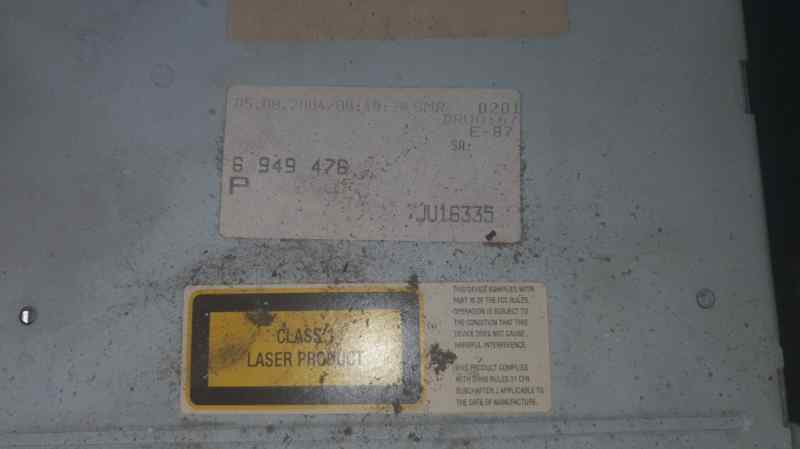 05.08.2004/00:10:20 SMR 0201
E-87
SA:
6 949 476
P
JU16335
CLASS 1
LASER PRODUCT
THIS DEVICE COMPLIES WITH
PART 15 OF THE FCC RULES.
OPERATION IS SUBJECT TO
THE CONDITION THAT THIS
DEVICE DOES NOT CAUSE
HARMFUL INTERFERENCE.
THIS PRODUCT COMPLIES
WITH DHHS RULES 21 CFR
SUBCHAPTER J APPLICABLE TO
THE DATE OF MANUFACTURE.